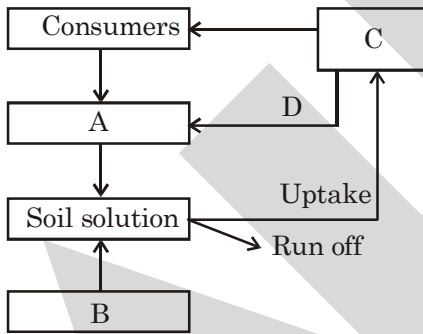 Consumers
C
A
D
Uptake
Soil solution
Run off
B